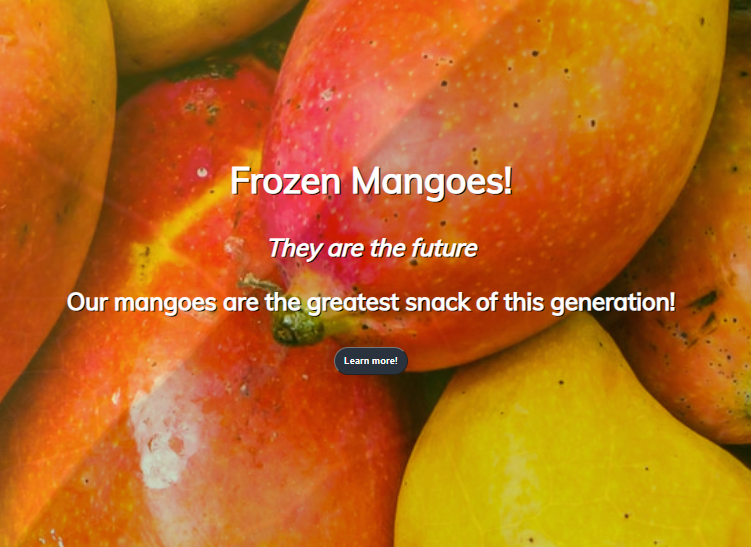 Frozen Mangoes!
They are the future
Our mangoes are the greatest snack of this generation!
Learn more!